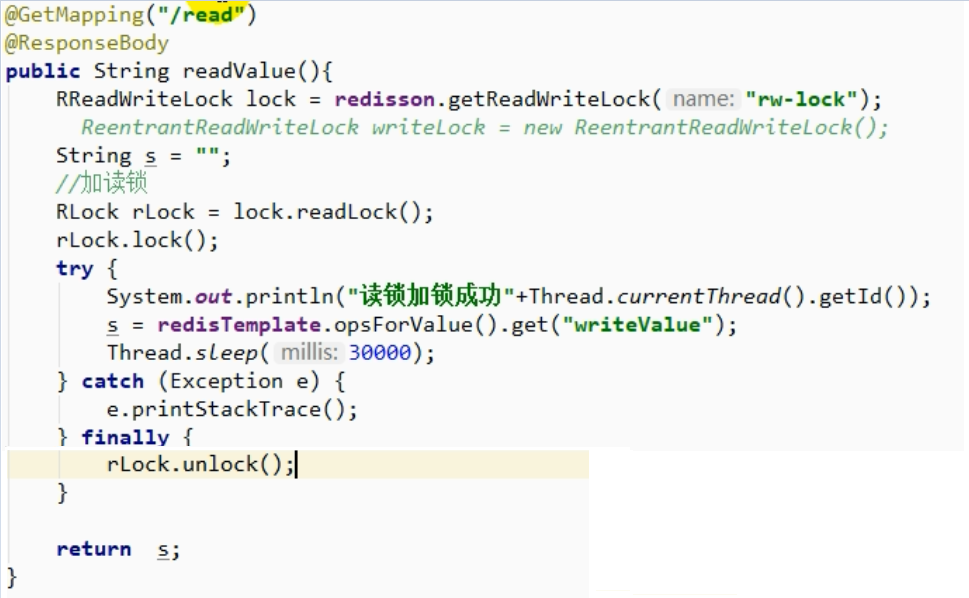 @GetMapping("/read")
@ResponseBody
public String readValue(){
RReadWriteLock lock = redisson.getReadWriteLock( name: "rw-lock");
ReentrantReadWriteLock writeLock = new ReentrantReadWriteLock();
String s = "";
//加读锁
RLock rLock = lock.readLock();
rLock.lock();
try {
System.out.println("读锁加锁成功"+Thread.currentThread().getId());
s = redisTemplate.opsForValue().get("writeValue");
Thread.sleep( millis: 30000);
} catch (Exception e) {
e.printStackTrace();
} finally {
rLock.unlock();
}
return s;
}